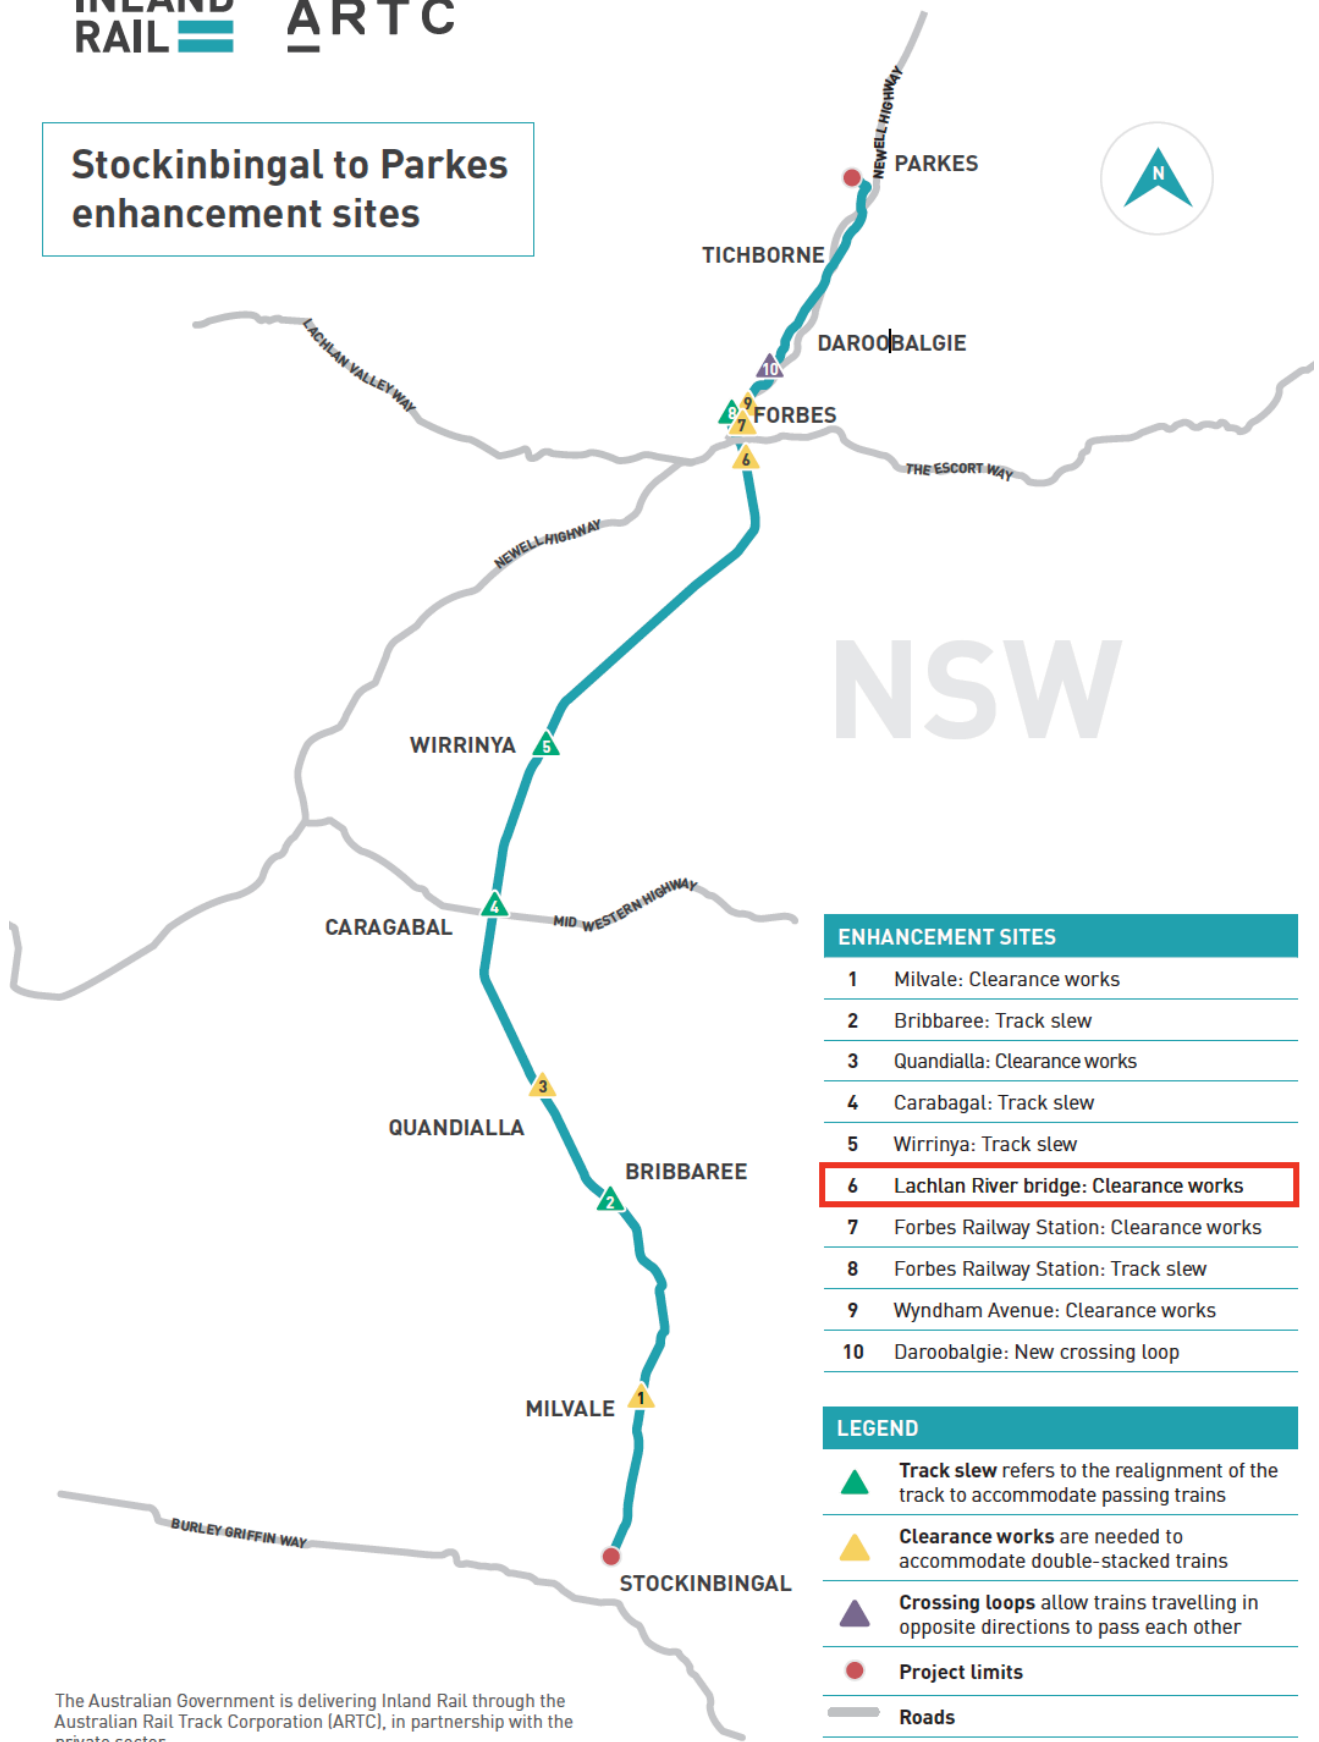 INLAND
RAIL
ARTC
Stockinbingal to Parkes
enhancement sites
NEWELL HIGHWAY
PARKES
N
TICHBORNE
DAROOBALGIE
LACHLAN VALLEY WAY
10
9
8
FORBES
7
6
THE ESCORT WAY
NEWELL HIGHWAY
NSW
WIRRINYA
5
4
MID WESTERN HIGHWAY
CARAGABAL
3
QUANDIALLA
BRIBBAREE
2
1
MILVALE
BURLEY GRIFFIN WAY
STOCKINBINGAL
ENHANCEMENT SITES
1 Milvale: Clearance works
2 Bribbaree: Track slew
3 Quandialla: Clearance works
4 Carabagal: Track slew
5 Wirrinya: Track slew
6 Lachlan River bridge: Clearance works
7 Forbes Railway Station: Clearance works
8 Forbes Railway Station: Track slew
9 Wyndham Avenue: Clearance works
10 Daroobalgie: New crossing loop
LEGEND
Track slew refers to the realignment of the
track to accommodate passing trains
Clearance works are needed to
accommodate double-stacked trains
Crossing loops allow trains travelling in
opposite directions to pass each other
Project limits
Roads
The Australian Government is delivering Inland Rail through the
Australian Rail Track Corporation (ARTC), in partnership with the
private sector.